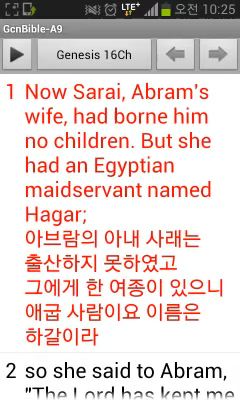 LTE 오전 10:25
GcnBible-A9
Genesis 16Ch
1 Now Sarai, Abram's
wife, had borne him
no children. But she
had an Egyptian
maidservant named
Hagar;
아브람의 아내 사래는
출산하지 못하였고
그에게 한 여종이 있으니
애굽 사람이요 이름은
하갈이라
2 so she said to Abram,
"The Lord has kept me